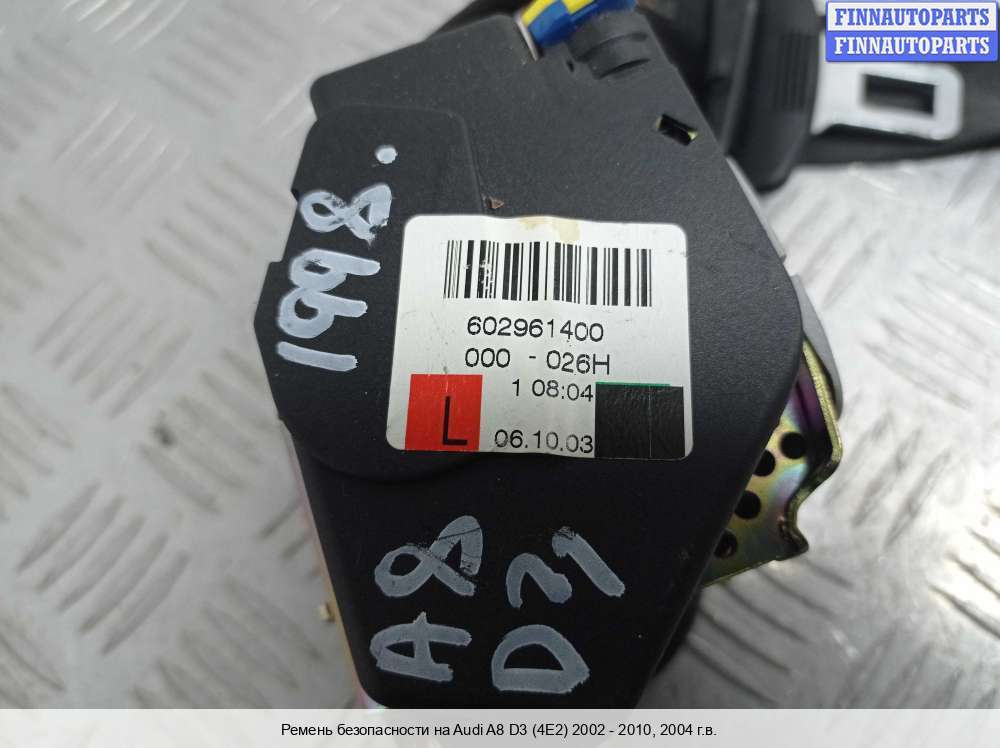 FINNAUTOPARTS
FINNAUTOPARTS
1998.
602961400
000 - 026H
1 08:04
L
06.10.03
A8
D3
Ремень безопасности на Audi A8 D3 (4E2) 2002 - 2010, 2004 г.в.